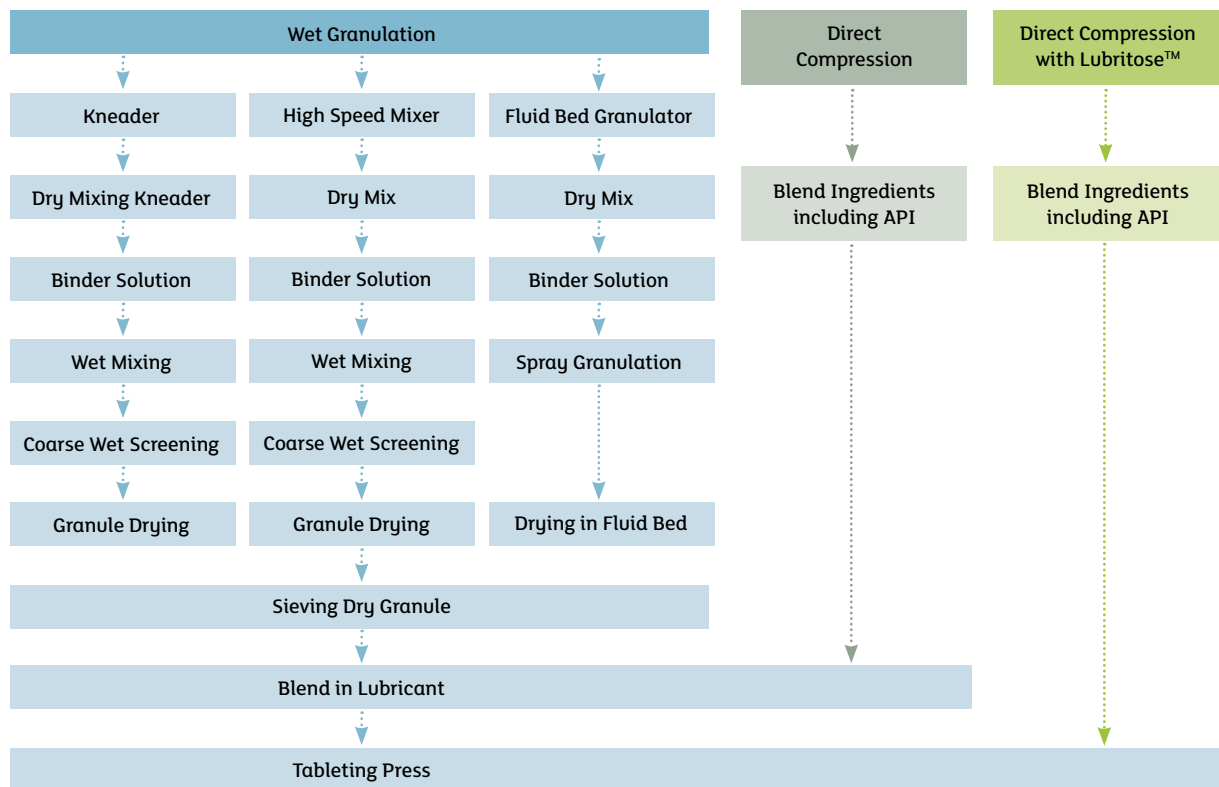 Wet Granulation
Direct
Compression
Direct Compression
with Lubritose™
Kneader
High Speed Mixer
Fluid Bed Granulator
Dry Mixing Kneader
Dry Mix
Dry Mix
Blend Ingredients
including API
Blend Ingredients
including API
Binder Solution
Binder Solution
Binder Solution
Wet Mixing
Wet Mixing
Spray Granulation
Coarse Wet Screening
Coarse Wet Screening
Granule Drying
Granule Drying
Drying in Fluid Bed
Sieving Dry Granule
Blend in Lubricant
Tableting Press